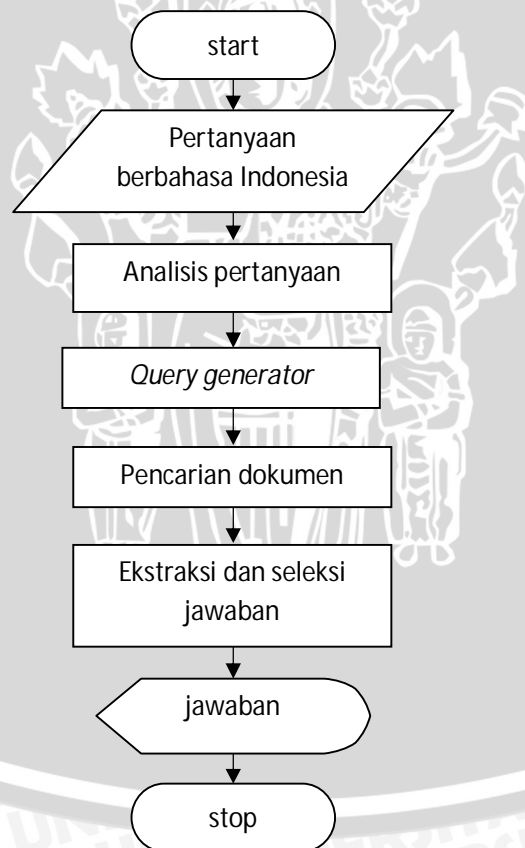 start
Pertanyaan
berbahasa Indonesia
Analisis pertanyaan
Query generator
Pencarian dokumen
Ekstraksi dan seleksi
jawaban
jawaban
stop